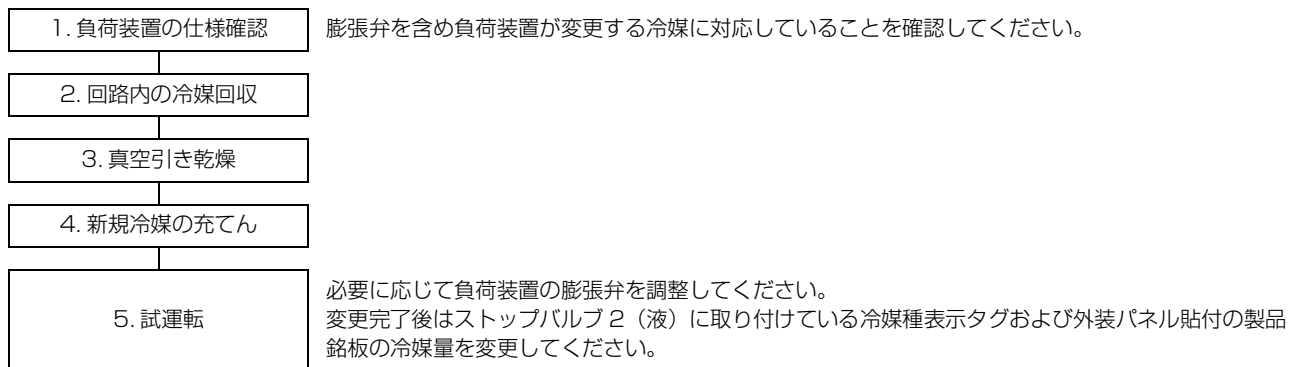 1. 負荷装置の仕様確認
膨張弁を含め負荷装置が変更する冷媒に対応していることを確認してください。
2. 回路内の冷媒回収
3. 真空引き乾燥
4. 新規冷媒の充てん
5. 試運転
必要に応じて負荷装置の膨張弁を調整してください。
変更完了後はストップバルブ2（液）に取り付けている冷媒種表示タグおよび外装パネル貼付の製品
銘板の冷媒量を変更してください。